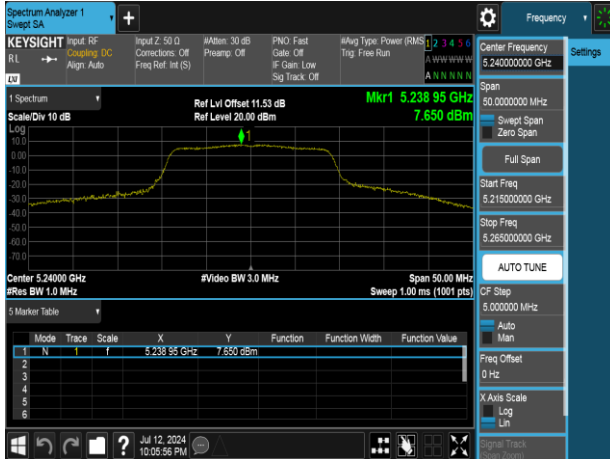 Spectrum Analyzer 1
Swept SA
+
Frequency
KEYSIGHT
RL
Input: RF
Coupling: DC
Align: Auto
Input Z: 50 Ω
Corrections: Off
Freq Ref: Int (S)
#Atten: 30 dB
Preamp: Off
PNO: Fast
Gate: Off
IF Gain: Low
Sig Track: Off
#Avg Type: Power (RMS
Trig: Free Run
1 2 3 4 5 6
A W W W W W
A N N N N N
LXI
1 Spectrum
Scale/Div 10 dB
Ref Lvl Offset 11.53 dB
Ref Level 20.00 dBm
Mkr1 5.238 95 GHz
7.650 dBm
Log
10.0
0.00
-10.0
-20.0
-30.0
-40.0
-50.0
-60.0
-70.0
1
Center 5.24000 GHz
#Res BW 1.0 MHz
#Video BW 3.0 MHz
Span 50.00 MHz
Sweep 1.00 ms (1001 pts)
5 Marker Table
Mode Trace Scale X Y Function Function Width Function Value
1 N 1 f 5.238 95 GHz 7.650 dBm
2
3
4
5
6
Jul 12, 2024
10:05:56 PM
?
Center Frequency
5.240000000 GHz
Settings
Span
50.0000000 MHz
Swept Span
Zero Span
Full Span
Start Freq
5.215000000 GHz
Stop Freq
5.265000000 GHz
AUTO TUNE
CF Step
5.000000 MHz
Auto
Man
Freq Offset
0 Hz
X Axis Scale
Log
Lin
Signal Track
(Span Zoom)